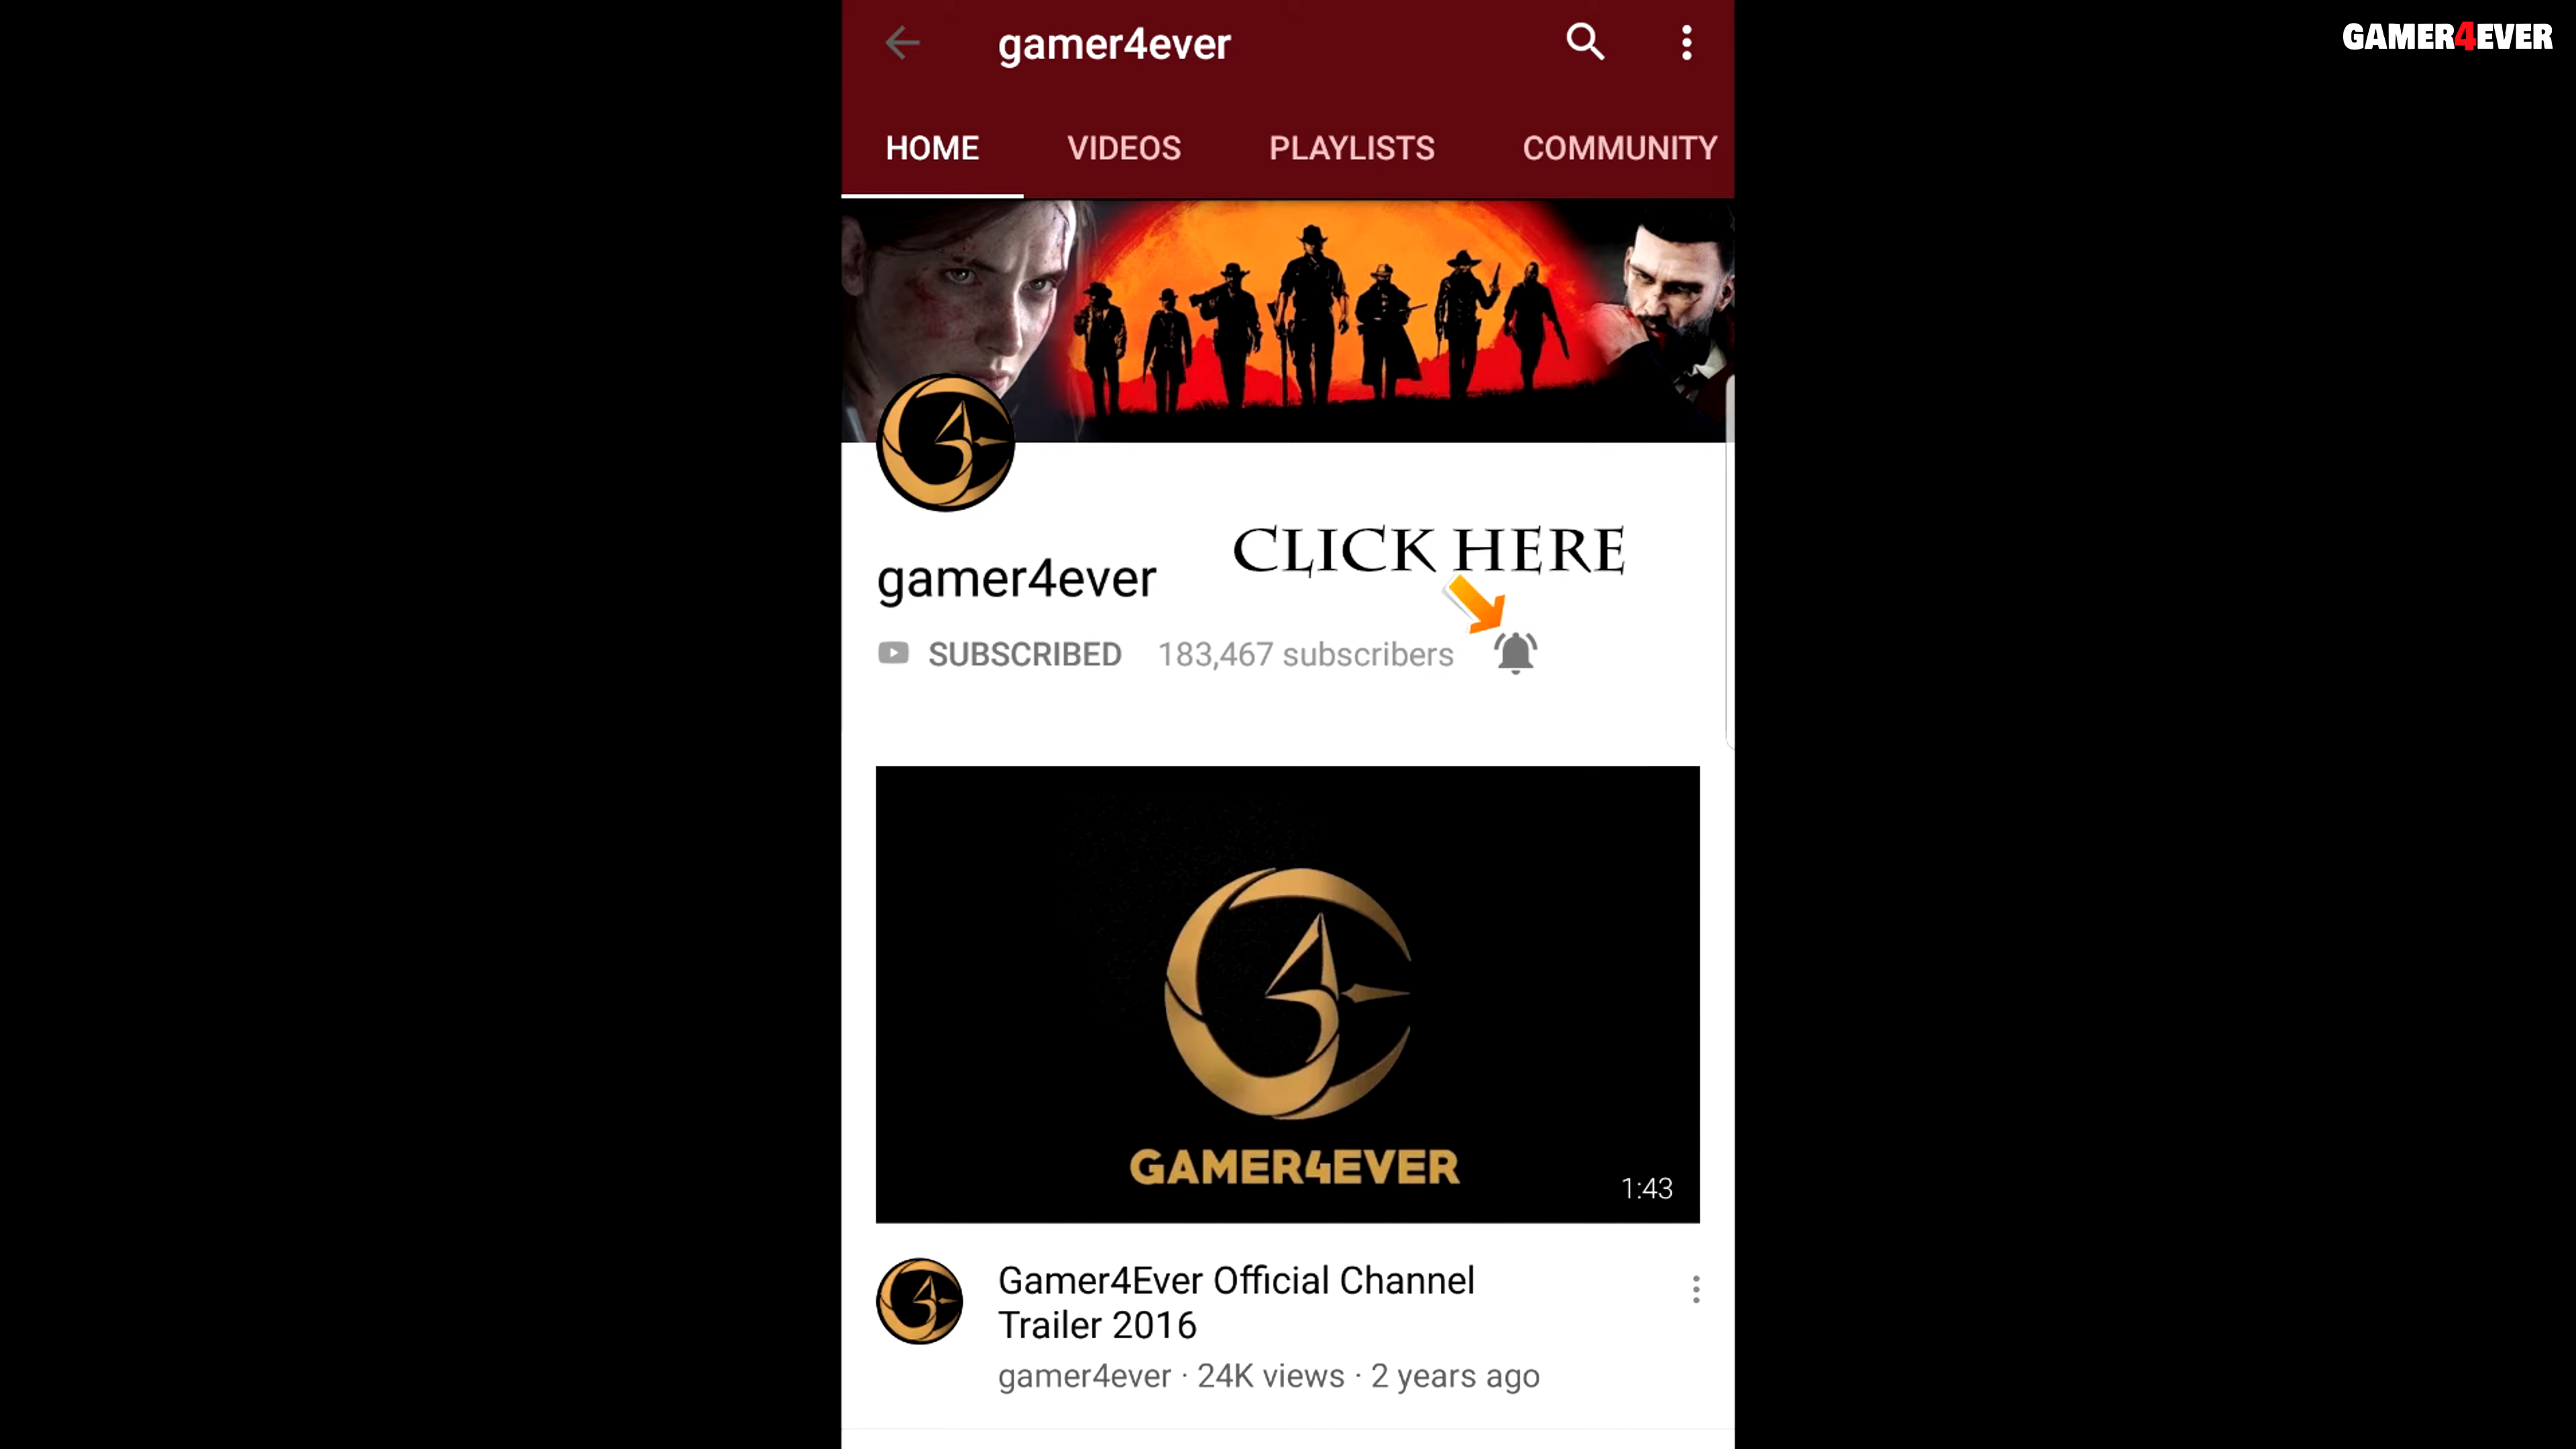 GAMER4EVER
gamer4ever
HOME VIDEOS PLAYLISTS COMMUNITY
CLICK HERE
gamer4ever
SUBSCRIBED 183,467 subscribers
GAMER4EVER
1:43
Gamer4Ever Official Channel
Trailer 2016
gamer4ever · 24K views · 2 years ago